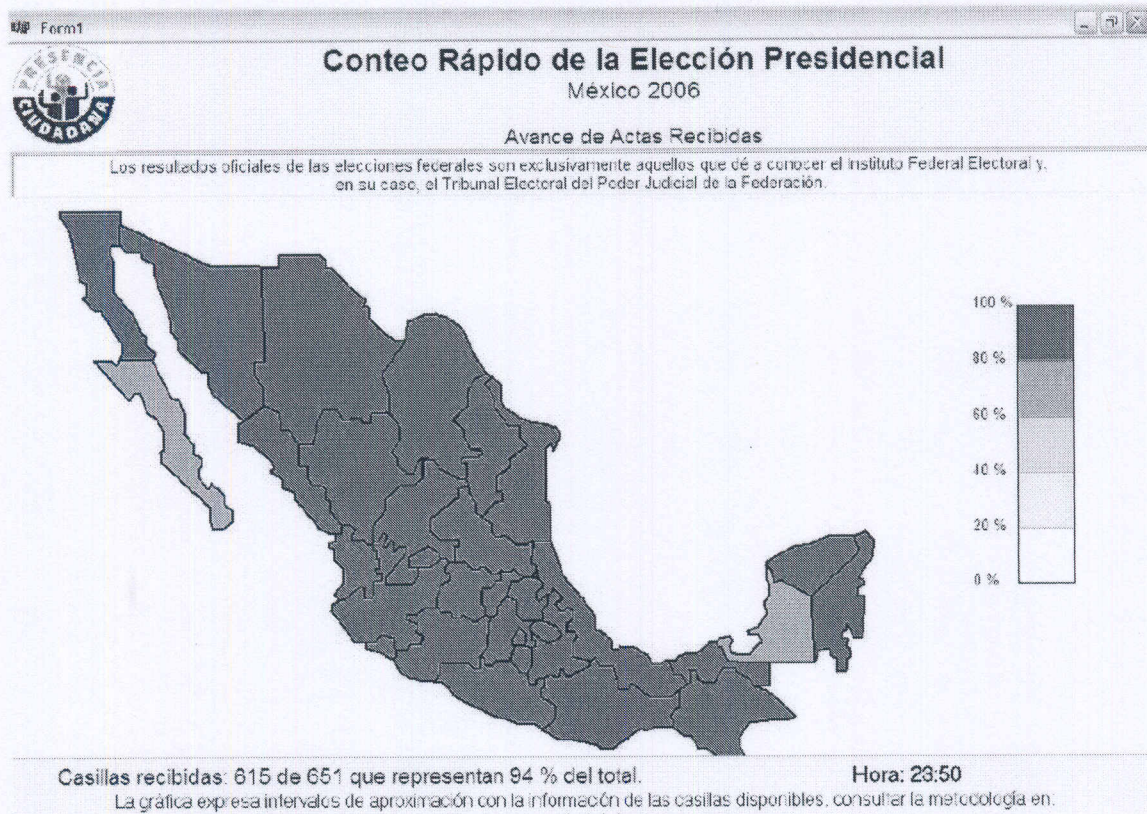 Form1
PRESENCIA CIUDADANA
Conteo Rápido de la Elección Presidencial
México 2006
Avance de Actas Recibidas
Los resultados oficiales de las elecciones federales son exclusivamente aquellos que dé a conocer el Instituto Federal Electoral y,
en su caso, el Tribunal Electoral del Poder Judicial de la Federación.
100 %
80 %
60 %
40 %
20 %
0 %
Casillas recibidas: 615 de 651 que representan 94 % del total.
Hora: 23:50
La gráfica expresa intervalos de aproximación con la información de las casillas disponibles, consultar la metodología en: